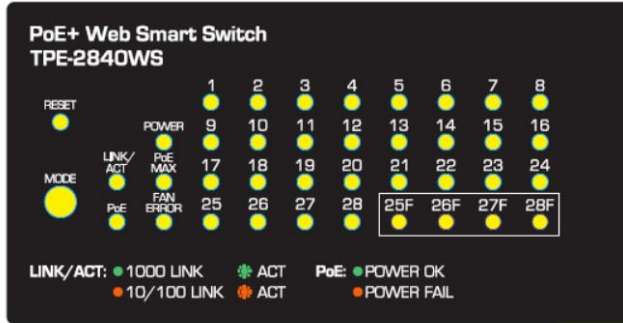 PoE+ Web Smart Switch
TPE-2840WS
1 2 3 4 5 6 7 8
RESET
POWER 9 10 11 12 13 14 15 16
LINK/ACT PoE MAX 17 18 19 20 21 22 23 24
MODE
PoE FAN ERROR 25 26 27 28 25F 26F 27F 28F
LINK/ACT: 1000 LINK ACT PoE: POWER OK
10/100 LINK ACT POWER FAIL